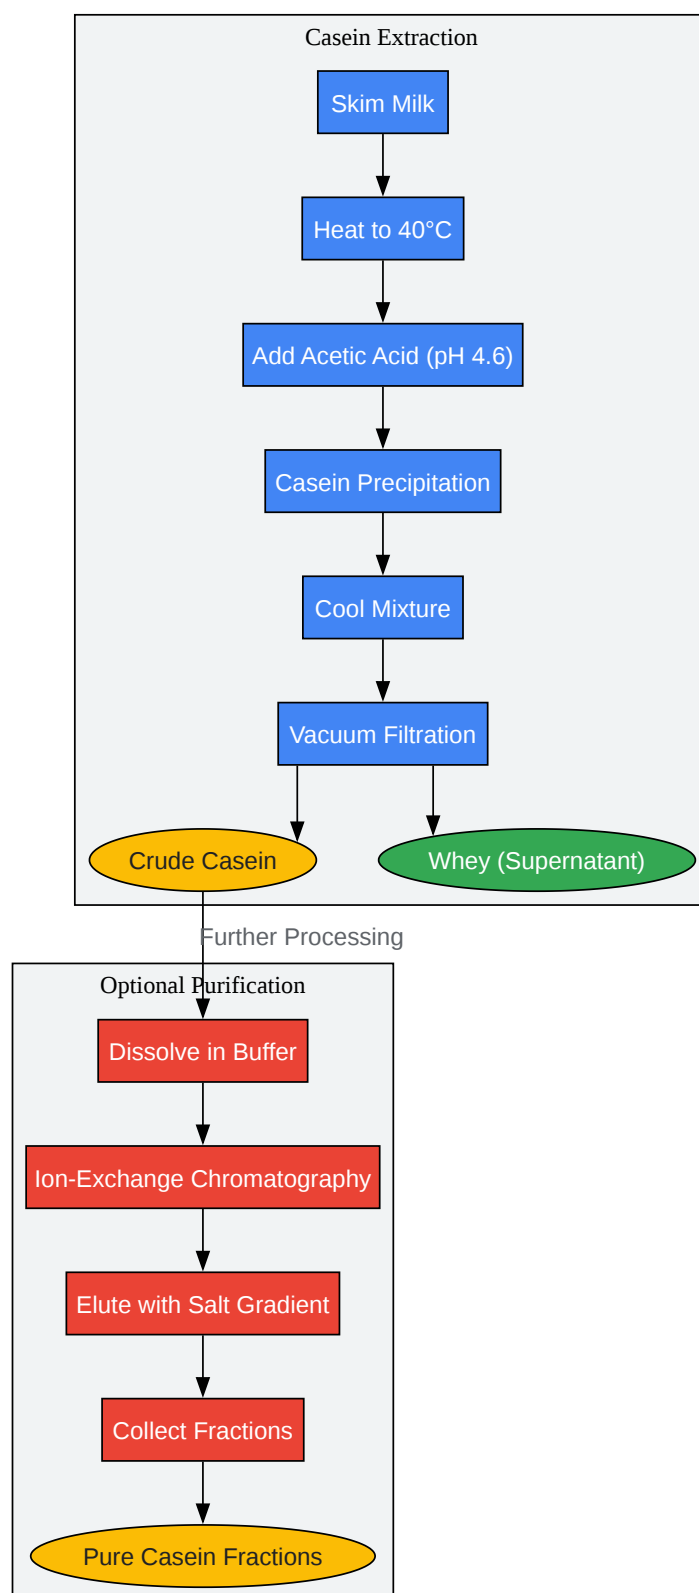 Casein Extraction
Skim Milk
Heat to 40°C
Add Acetic Acid (pH 4.6)
Casein Precipitation
Cool Mixture
Vacuum Filtration
Crude Casein
Whey (Supernatant)
Further Processing
Optional Purification
Dissolve in Buffer
Ion-Exchange Chromatography
Elute with Salt Gradient
Collect Fractions
Pure Casein Fractions